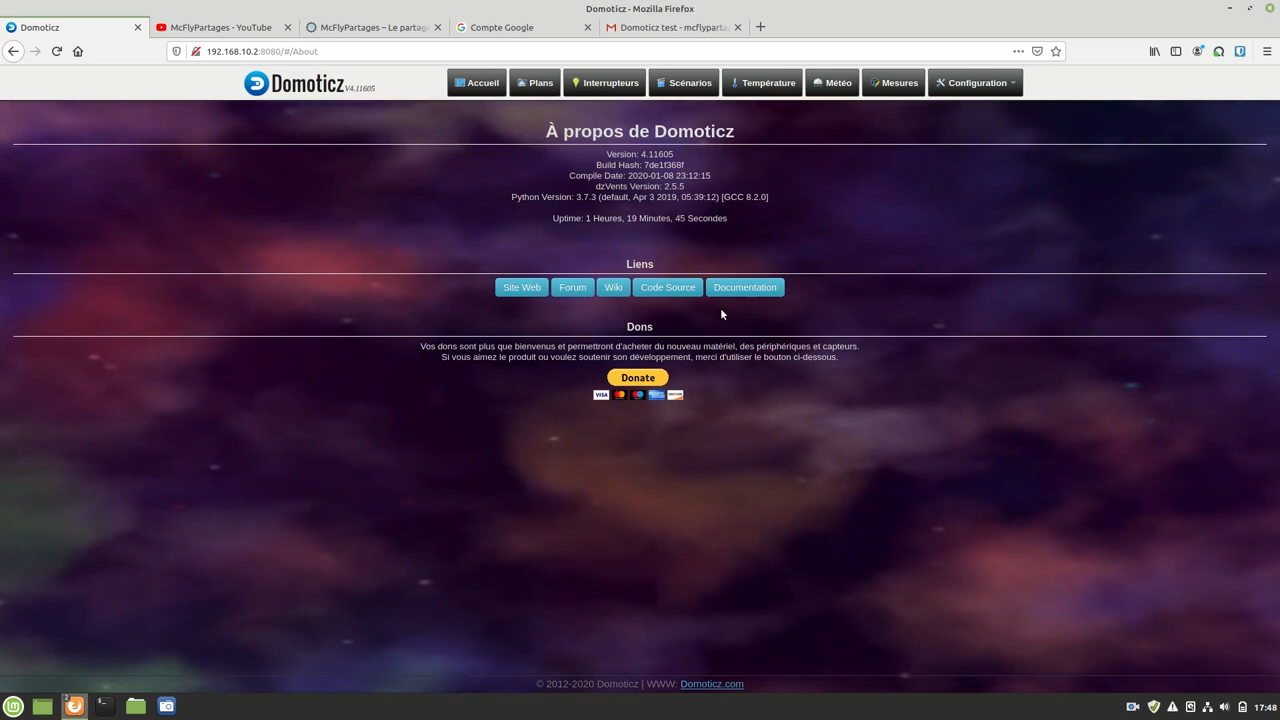 Domoticz - Mozilla Firefox
Domoticz
McFlyPartages - YouTube
McFlyPartages – Le partag
Compte Google
Domoticz test - mcflyparta
192.168.10.2:8080/#/About
Domoticz V4.11605
Accueil
Plans
Interrupteurs
Scénarios
Température
Météo
Mesures
Configuration
À propos de Domoticz
Version: 4.11605
Build Hash: 7de1f368f
Compile Date: 2020-01-08 23:12:15
dzVents Version: 2.5.5
Python Version: 3.7.3 (default, Apr 3 2019, 05:39:12) [GCC 8.2.0]
Uptime: 1 Heures, 19 Minutes, 45 Secondes
Liens
Site Web
Forum
Wiki
Code Source
Documentation
Dons
Vos dons sont plus que bienvenus et permettront d'acheter du nouveau matériel, des périphériques et capteurs.
Si vous aimez le produit ou voulez soutenir son développement, merci d'utiliser le bouton ci-dessous.
Donate
VISA
© 2012-2020 Domoticz | WWW: Domoticz.com
2
17:48